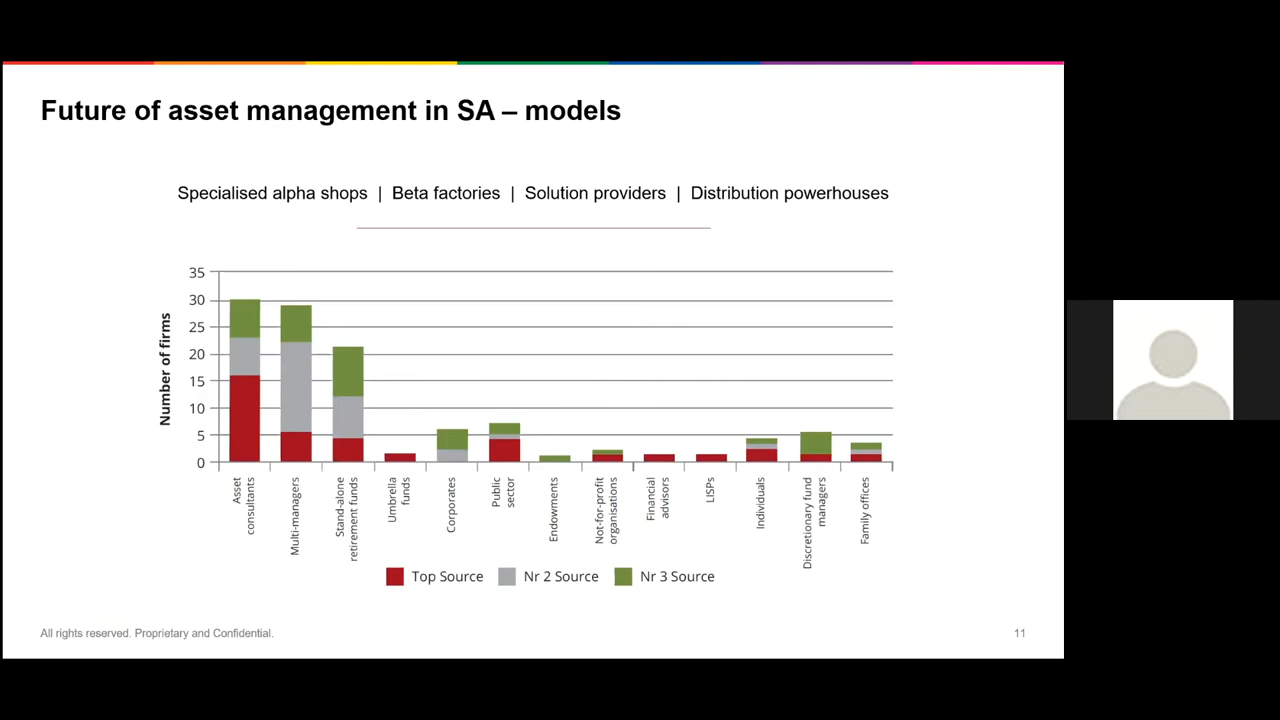 Future of asset management in SA – models
Specialised alpha shops | Beta factories | Solution providers | Distribution powerhouses
Number of firms
35
30
25
20
15
10
5
0
Asset
consultants
Multi-managers
Stand-alone
retirement funds
Umbrella
funds
Corporates
Public
sector
Endowments
Not-for-profit
organisations
Financial
advisors
LISPs
Individuals
Discretionary fund
managers
Family offices
Top Source
Nr 2 Source
Nr 3 Source
All rights reserved. Proprietary and Confidential.
11